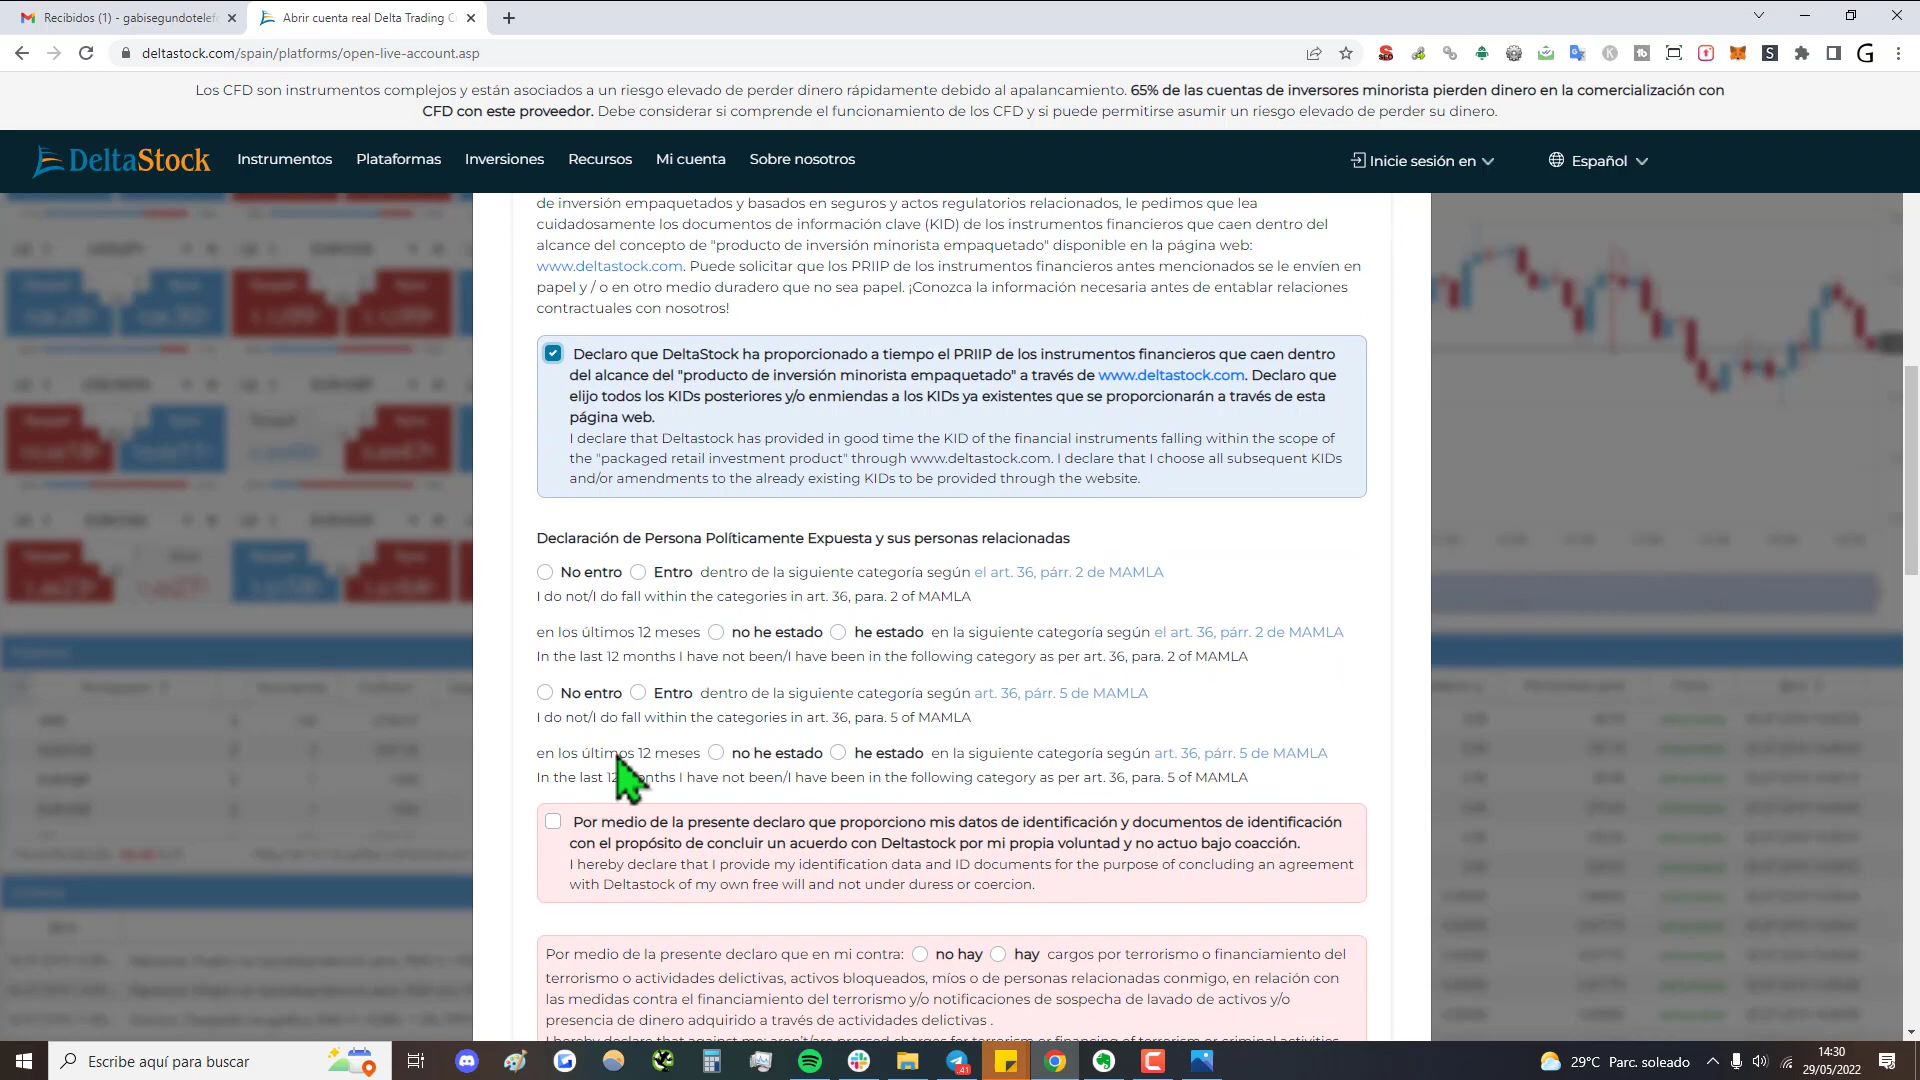 Recibidos (1) - gabisegundotelef
Abrir cuenta real Delta Trading C
deltastock.com/spain/platforms/open-live-account.asp
Los CFD son instrumentos complejos y están asociados a un riesgo elevado de perder dinero rápidamente debido al apalancamiento. 65% de las cuentas de inversores minorista pierden dinero en la comercialización con
CFD con este proveedor. Debe considerar si comprende el funcionamiento de los CFD y si puede permitirse asumir un riesgo elevado de perder su dinero.
DeltaStock Instrumentos Plataformas Inversiones Recursos Mi cuenta Sobre nosotros Inicie sesión en Español
de inversión empaquetados y basados en seguros y actos regulatorios relacionados, le pedimos que lea
cuidadosamente los documentos de información clave (KID) de los instrumentos financieros que caen dentro del
alcance del concepto de "producto de inversión minorista empaquetado" disponible en la página web:
www.deltastock.com. Puede solicitar que los PRIIP de los instrumentos financieros antes mencionados se le envíen en
papel y / o en otro medio duradero que no sea papel. ¡Conozca la información necesaria antes de entablar relaciones
contractuales con nosotros!
Declaro que DeltaStock ha proporcionado a tiempo el PRIIP de los instrumentos financieros que caen dentro
del alcance del "producto de inversión minorista empaquetado" a través de www.deltastock.com. Declaro que
elijo todos los KIDs posteriores y/o enmiendas a los KIDs ya existentes que se proporcionarán a través de esta
página web.
I declare that Deltastock has provided in good time the KID of the financial instruments falling within the scope of
the "packaged retail investment product" through www.deltastock.com. I declare that I choose all subsequent KIDs
and/or amendments to the already existing KIDs to be provided through the website.
Declaración de Persona Políticamente Expuesta y sus personas relacionadas
No entro Entro dentro de la siguiente categoría según el art. 36, párr. 2 de MAMLA
I do not/I do fall within the categories in art. 36, para. 2 of MAMLA
en los últimos 12 meses no he estado he estado en la siguiente categoría según el art. 36, párr. 2 de MAMLA
In the last 12 months I have not been/I have been in the following category as per art. 36, para. 2 of MAMLA
No entro Entro dentro de la siguiente categoría según art. 36, párr. 5 de MAMLA
I do not/I do fall within the categories in art. 36, para. 5 of MAMLA
en los últimos 12 meses no he estado he estado en la siguiente categoría según art. 36, párr. 5 de MAMLA
In the last 12 months I have not been/I have been in the following category as per art. 36, para. 5 of MAMLA
Por medio de la presente declaro que proporciono mis datos de identificación y documentos de identificación
con el propósito de concluir un acuerdo con Deltastock por mi propia voluntad y no actuo bajo coacción.
I hereby declare that I provide my identification data and ID documents for the purpose of concluding an agreement
with Deltastock of my own free will and not under duress or coercion.
Por medio de la presente declaro que en mi contra: no hay hay cargos por terrorismo o financiamiento del
terrorismo o actividades delictivas, activos bloqueados, míos o de personas relacionadas conmigo, en relación con
las medidas contra el financiamiento del terrorismo y/o notificaciones de sospecha de lavado de activos y/o
presencia de dinero adquirido a través de actividades delictivas .
I hereby declare that against me: aren't/are pressed charges for terrorism or financing of terrorism or criminal activities
Escribe aquí para buscar
41
29°C Parc. soleado
14:30
29/05/2022